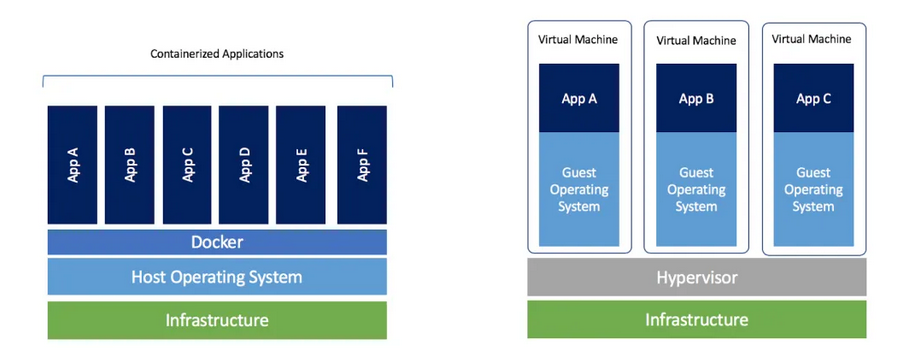 Containerized Applications
App A
App B
App C
App D
App E
App F
Docker
Host Operating System
Infrastructure
Virtual Machine
App A
Guest
Operating
System
Virtual Machine
App B
Guest
Operating
System
Virtual Machine
App C
Guest
Operating
System
Hypervisor
Infrastructure